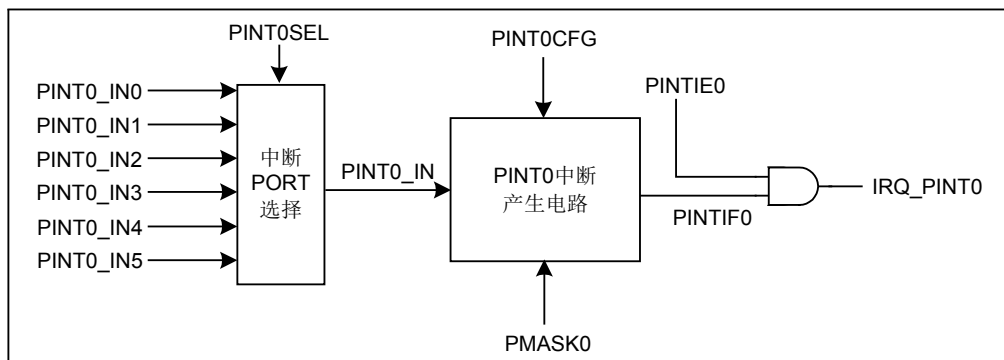 PINT0SEL
PINT0CFG
PINTIE0
PINT0_IN0
PINT0_IN1
PINT0_IN2
PINT0_IN3
PINT0_IN4
PINT0_IN5
中断
PORT
选择
PINT0_IN
PINT0中断
产生电路
PINTIF0
IRQ_PINT0
PMASK0